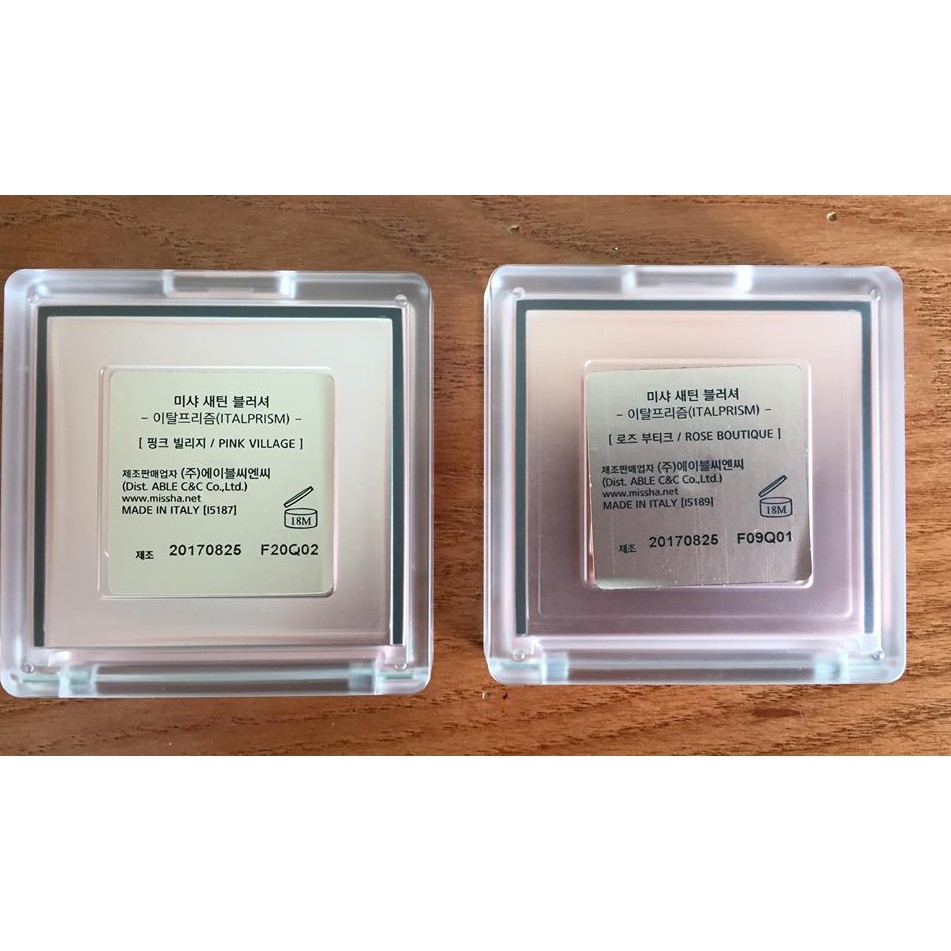 미샤 새틴 블러셔
- 이탈프리즘(ITALPRISM) -
[ 핑크 빌리지 / PINK VILLAGE ]
제조판매업자 (주)에이블씨엔씨
(Dist. ABLE C&C Co.,Ltd.)
www.missha.net
MADE IN ITALY [I5187]
18M
제조 20170825 F20Q02
미샤 새틴 블러셔
- 이탈프리즘(ITALPRISM) -
[ 로즈 부티크 / ROSE BOUTIQUE ]
제조판매업자 (주)에이블씨엔씨
(Dist. ABLE C&C Co.,Ltd.)
www.missha.net
MADE IN ITALY [I5189]
18M
제조 20170825 F09Q01